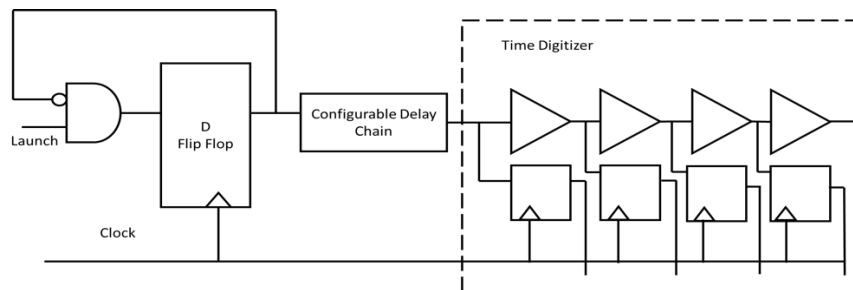 Time Digitizer
Launch
D
Flip Flop
Configurable Delay
Chain
Clock